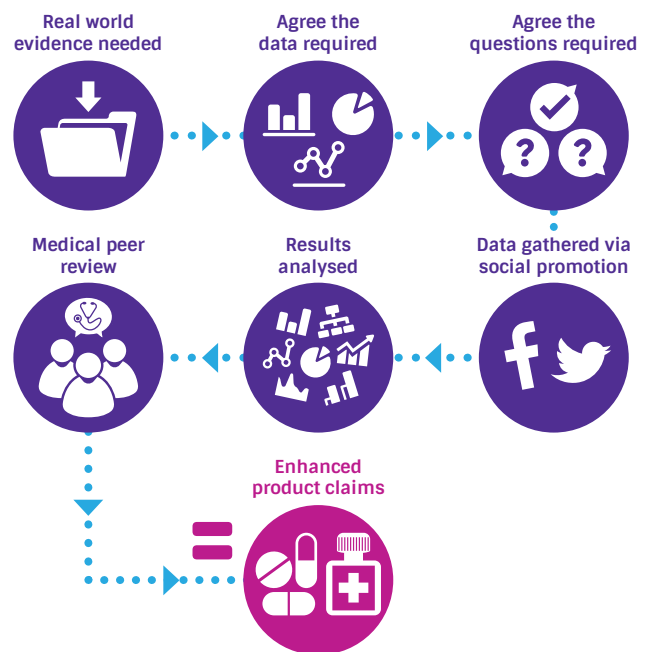 Real world
evidence needed
Agree the
data required
Agree the
questions required
Data gathered via
social promotion
Results
analysed
Medical peer
review
Enhanced
product claims